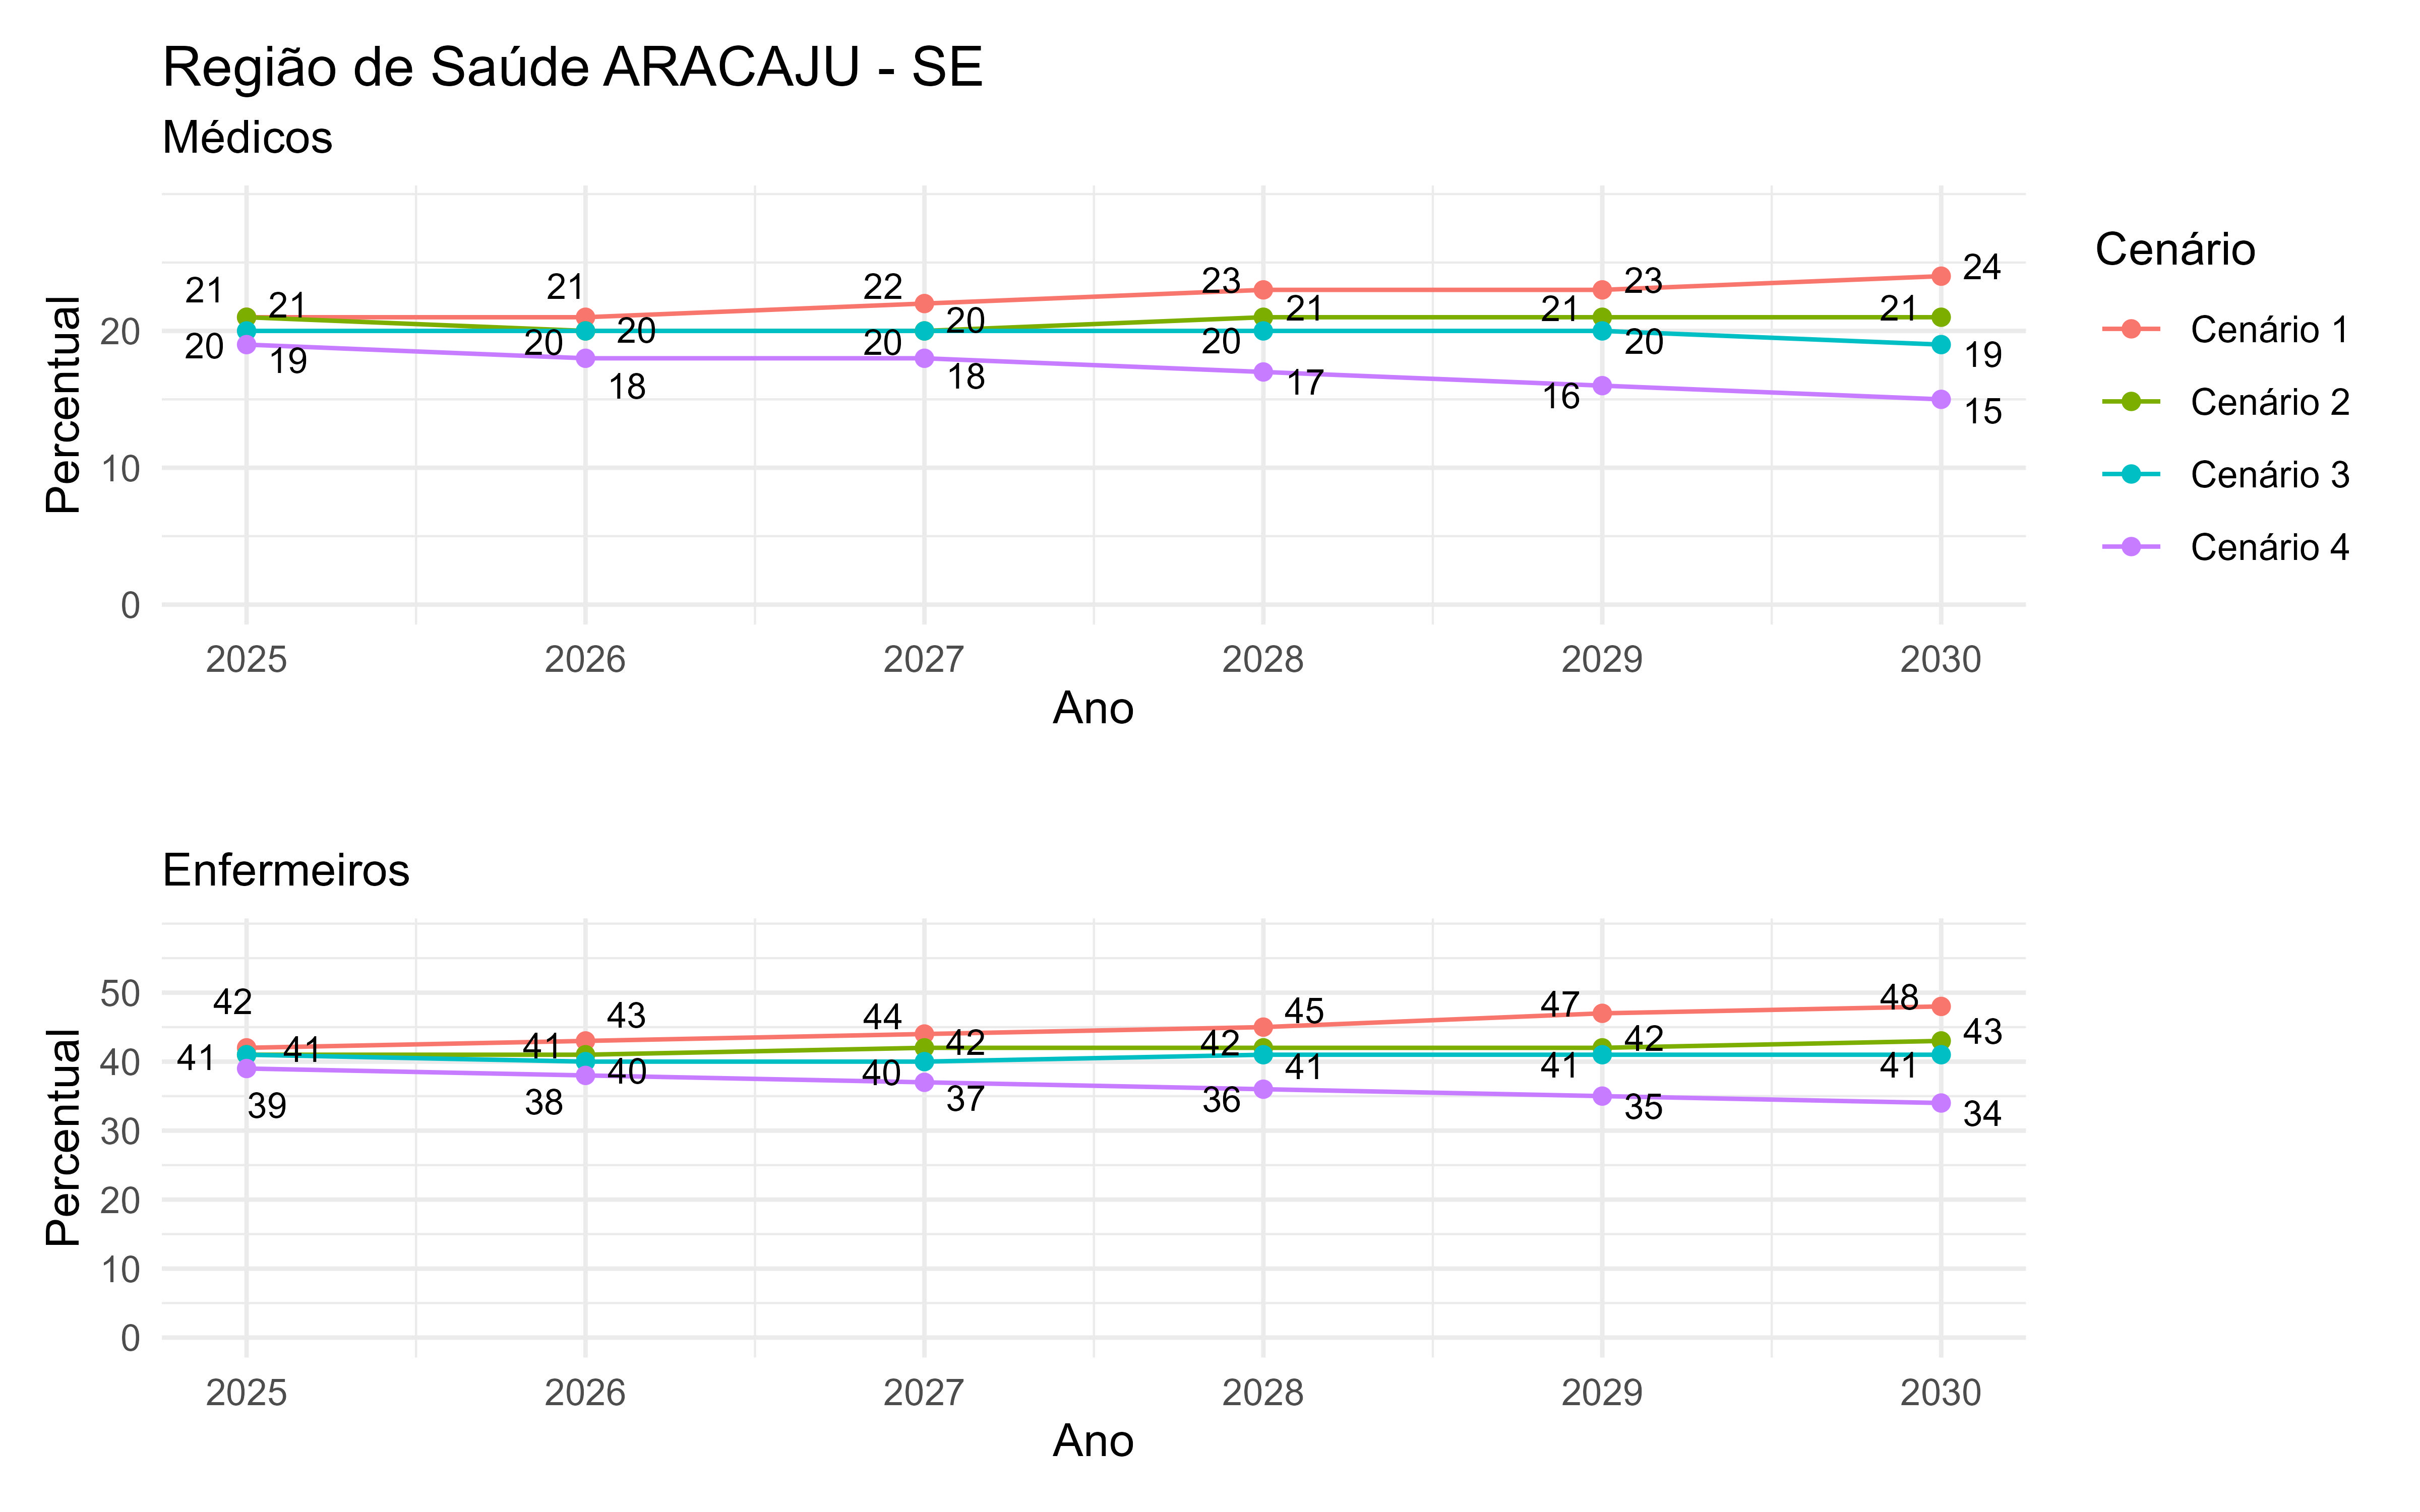 Região de Saúde ARACAJU - SE
Médicos
Percentual
20
10
0
21 21 21 22 23 23 24
20 19 20 20 20 20 21 21 21
18 18 20 17 16 20 19 15
2025 2026 2027 2028 2029 2030
Ano
Cenário
Cenário 1
Cenário 2
Cenário 3
Cenário 4
Enfermeiros
Percentual
50
40
30
20
10
0
42 43 44 45 47 48
41 41 41 42 42 42 43
40 40 41 41 41
39 38 37 36 35 34
2025 2026 2027 2028 2029 2030
Ano